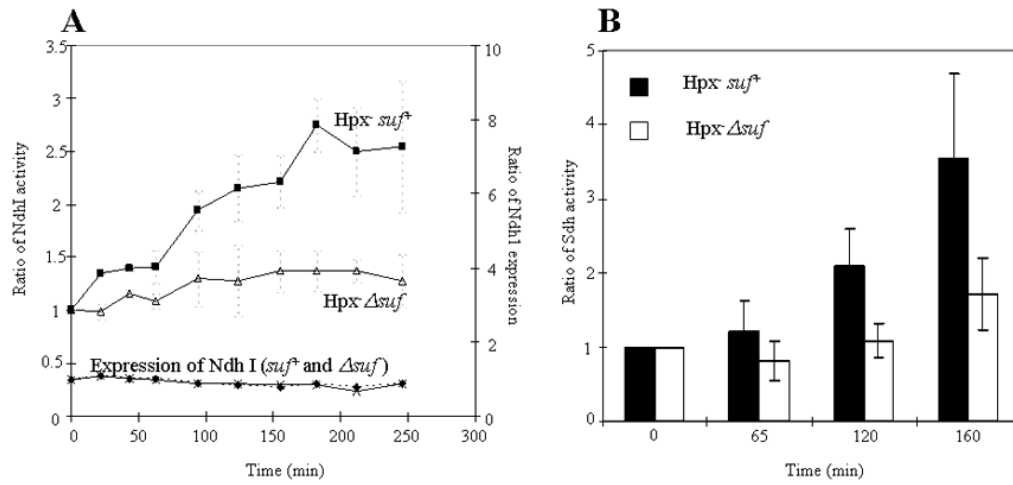 A
3.5
3
2.5
2
1.5
1
0.5
0
Ratio of NdhI activity
10
8
6
4
2
0
Ratio of Ndh1 expression
Hpx- suf+
Hpx- Δsuf
Expression of Ndh I (suf+ and Δsuf)
0 50 100 150 200 250 300
Time (min)
B
5
4
3
2
1
0
Ratio of Sdh activity
Hpx- suf+
Hpx- Δsuf
0 65 120 160
Time (min)